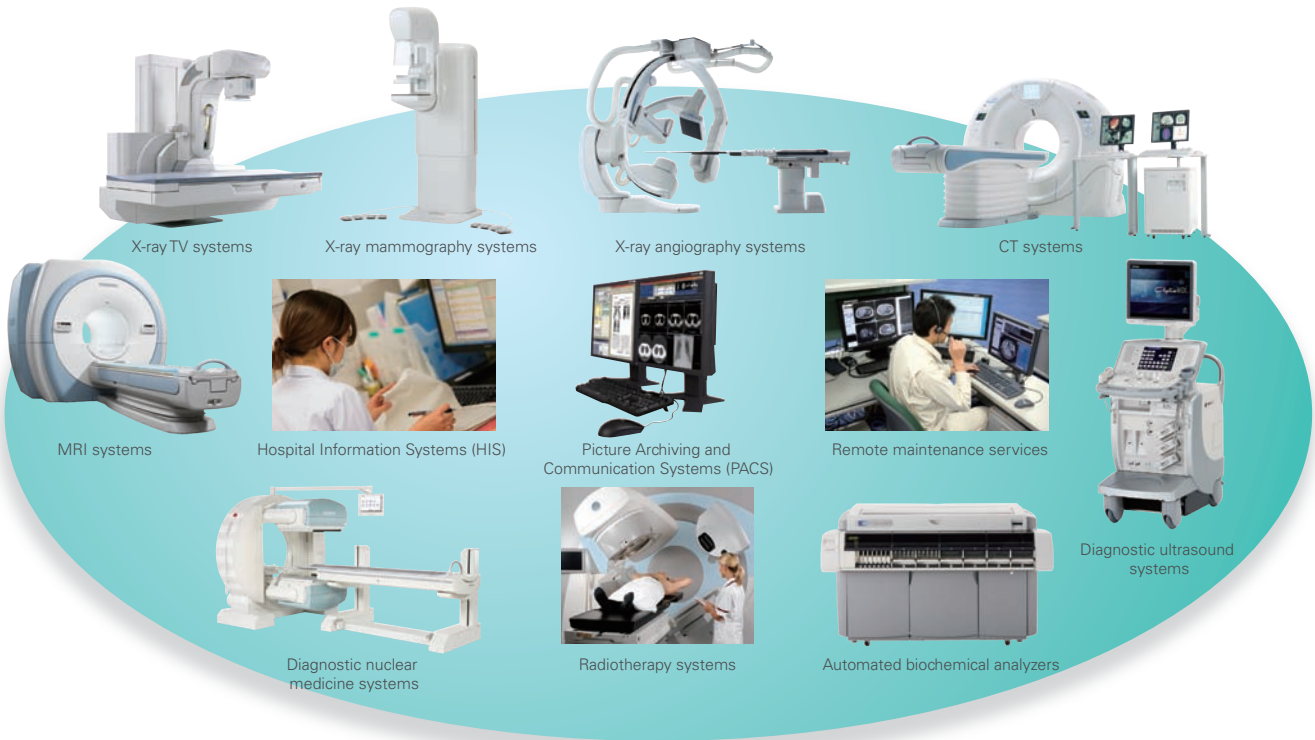 X-ray TV systems
X-ray mammography systems
X-ray angiography systems
CT systems
MRI systems
Hospital Information Systems (HIS)
Picture Archiving and
Communication Systems (PACS)
Remote maintenance services
Diagnostic ultrasound
systems
Diagnostic nuclear
medicine systems
Radiotherapy systems
Automated biochemical analyzers